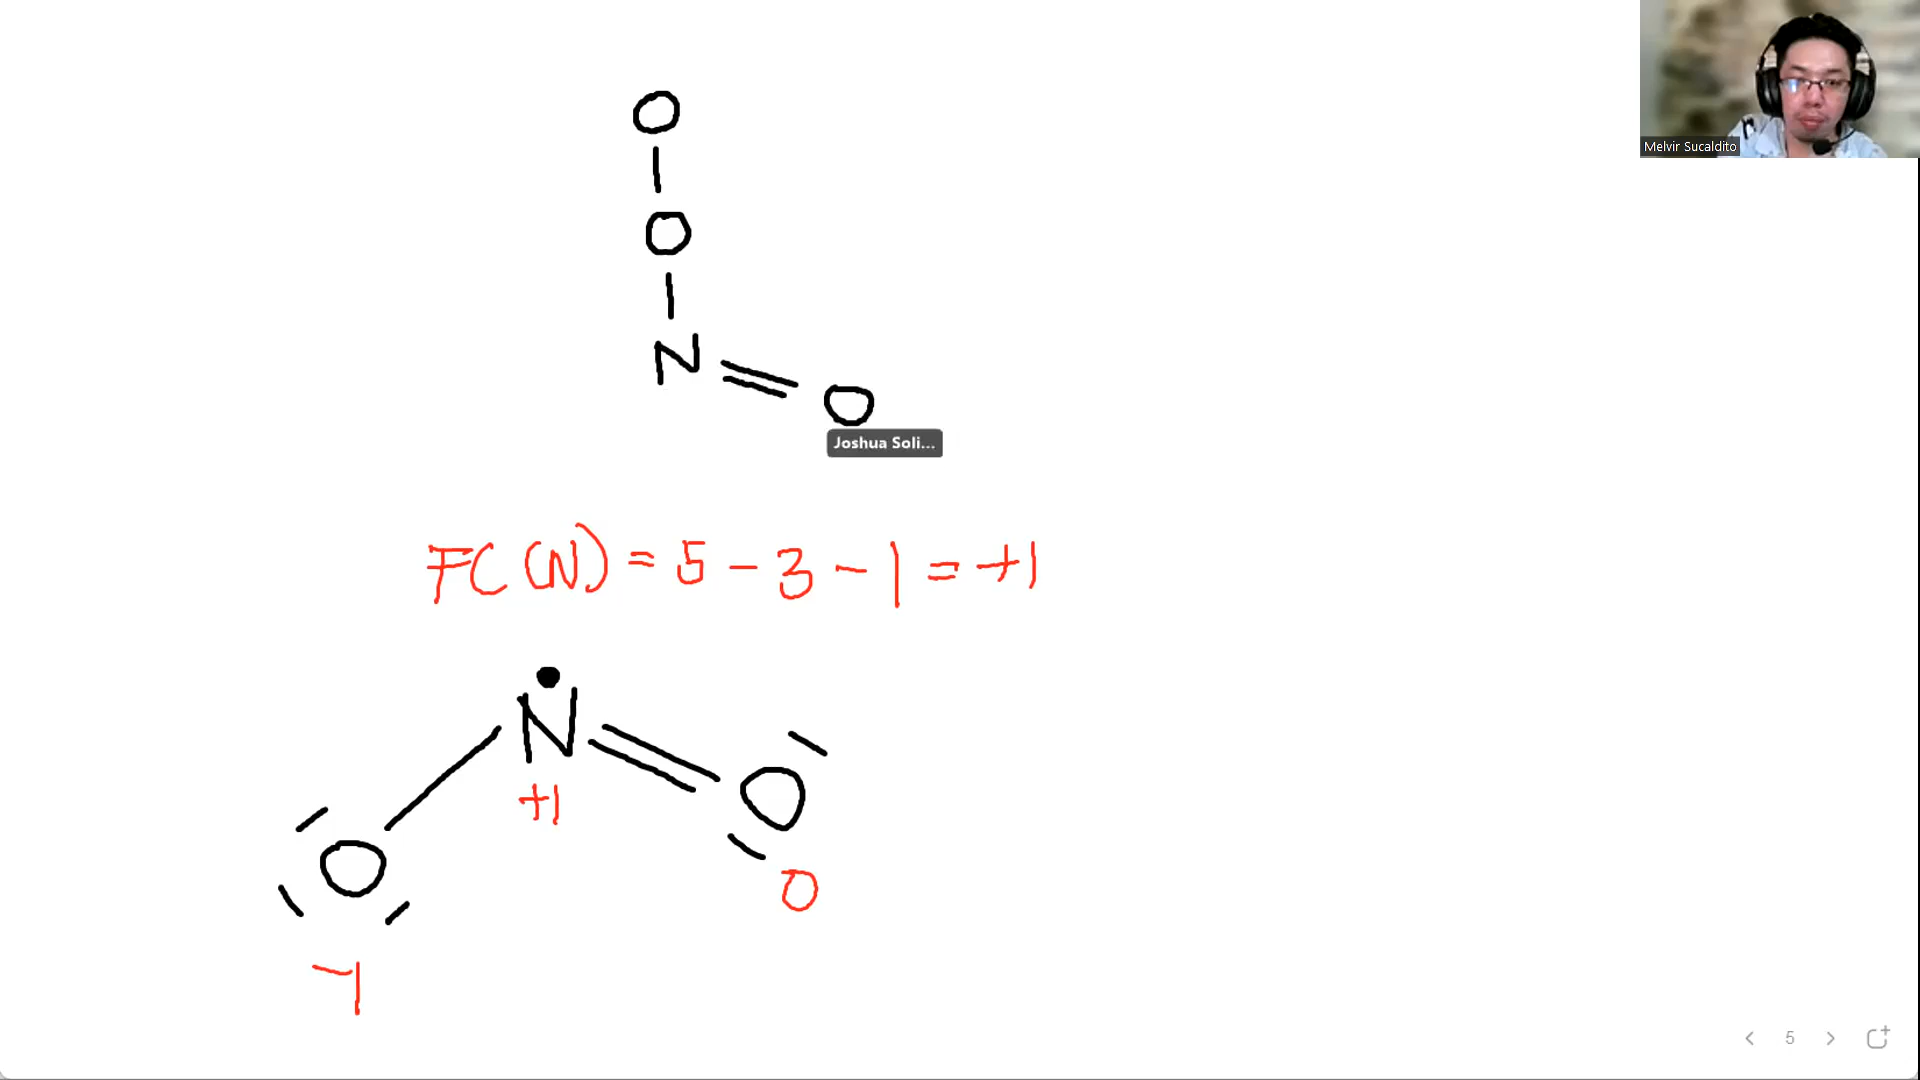 Melvir Sucaldito
O
O
N
O
Joshua Soli...
FC (N) = 5 - 3 - 1 = +1
N
+1
O
O
0
-1
5